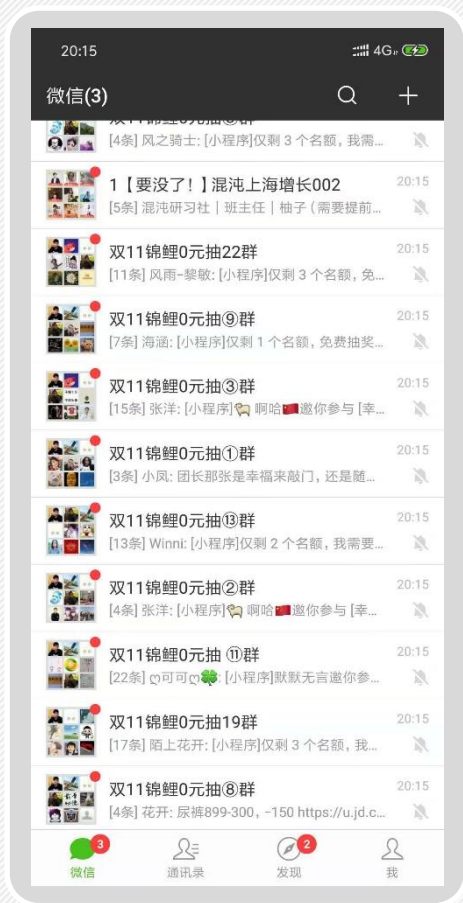 20:15
4G
微信(3)
[4条] 风之骑士: [小程序]仅剩 3 个名额，我需...
1【要没了！】混沌上海增长002
20:15
[5条] 混沌研习社｜班主任｜柚子（需要提前...
双11锦鲤0元抽22群
20:15
[11条] 风雨-黎敏: [小程序]仅剩 3 个名额，免...
双11锦鲤0元抽⑨群
20:15
[7条] 海涵: [小程序]仅剩 1 个名额，免费抽奖...
双11锦鲤0元抽③群
20:15
[15条] 张洋: [小程序]🐑 啊哈🇨🇳邀你参与 [幸...
双11锦鲤0元抽①群
20:15
[3条] 小凤: 团长那张是幸福来敲门，还是随...
双11锦鲤0元抽⑬群
20:15
[13条] Winni: [小程序]仅剩 2 个名额，我需要...
双11锦鲤0元抽②群
20:15
[4条] 张洋: [小程序]🐑 啊哈🇨🇳邀你参与 [幸...
双11锦鲤0元抽 ⑪群
20:15
[22条] ღ可可ღ🍀: [小程序]默默无言邀你参...
双11锦鲤0元抽19群
20:15
[17条] 陌上花开: [小程序]仅剩 3 个名额，我...
双11锦鲤0元抽⑧群
20:15
[4条] 花开: 尿裤899-300，-150 https://u.jd.c...
3
2
微信
通讯录
发现
我